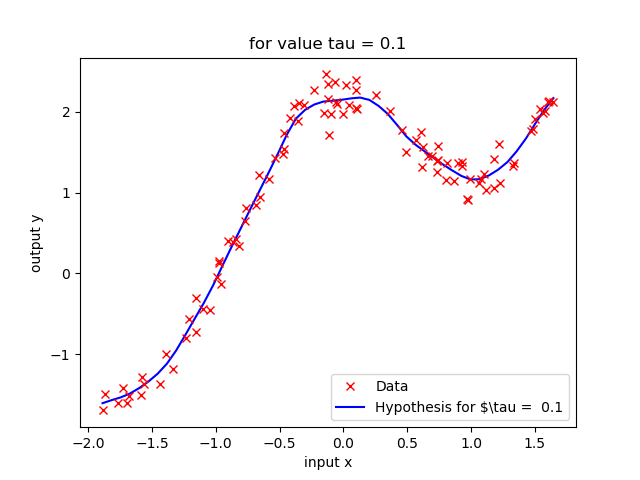 for value tau = 0.1
output y
2
1
0
−1
Data
Hypothesis for $\tau =  0.1
−2.0 −1.5 −1.0 −0.5 0.0 0.5 1.0 1.5
input x